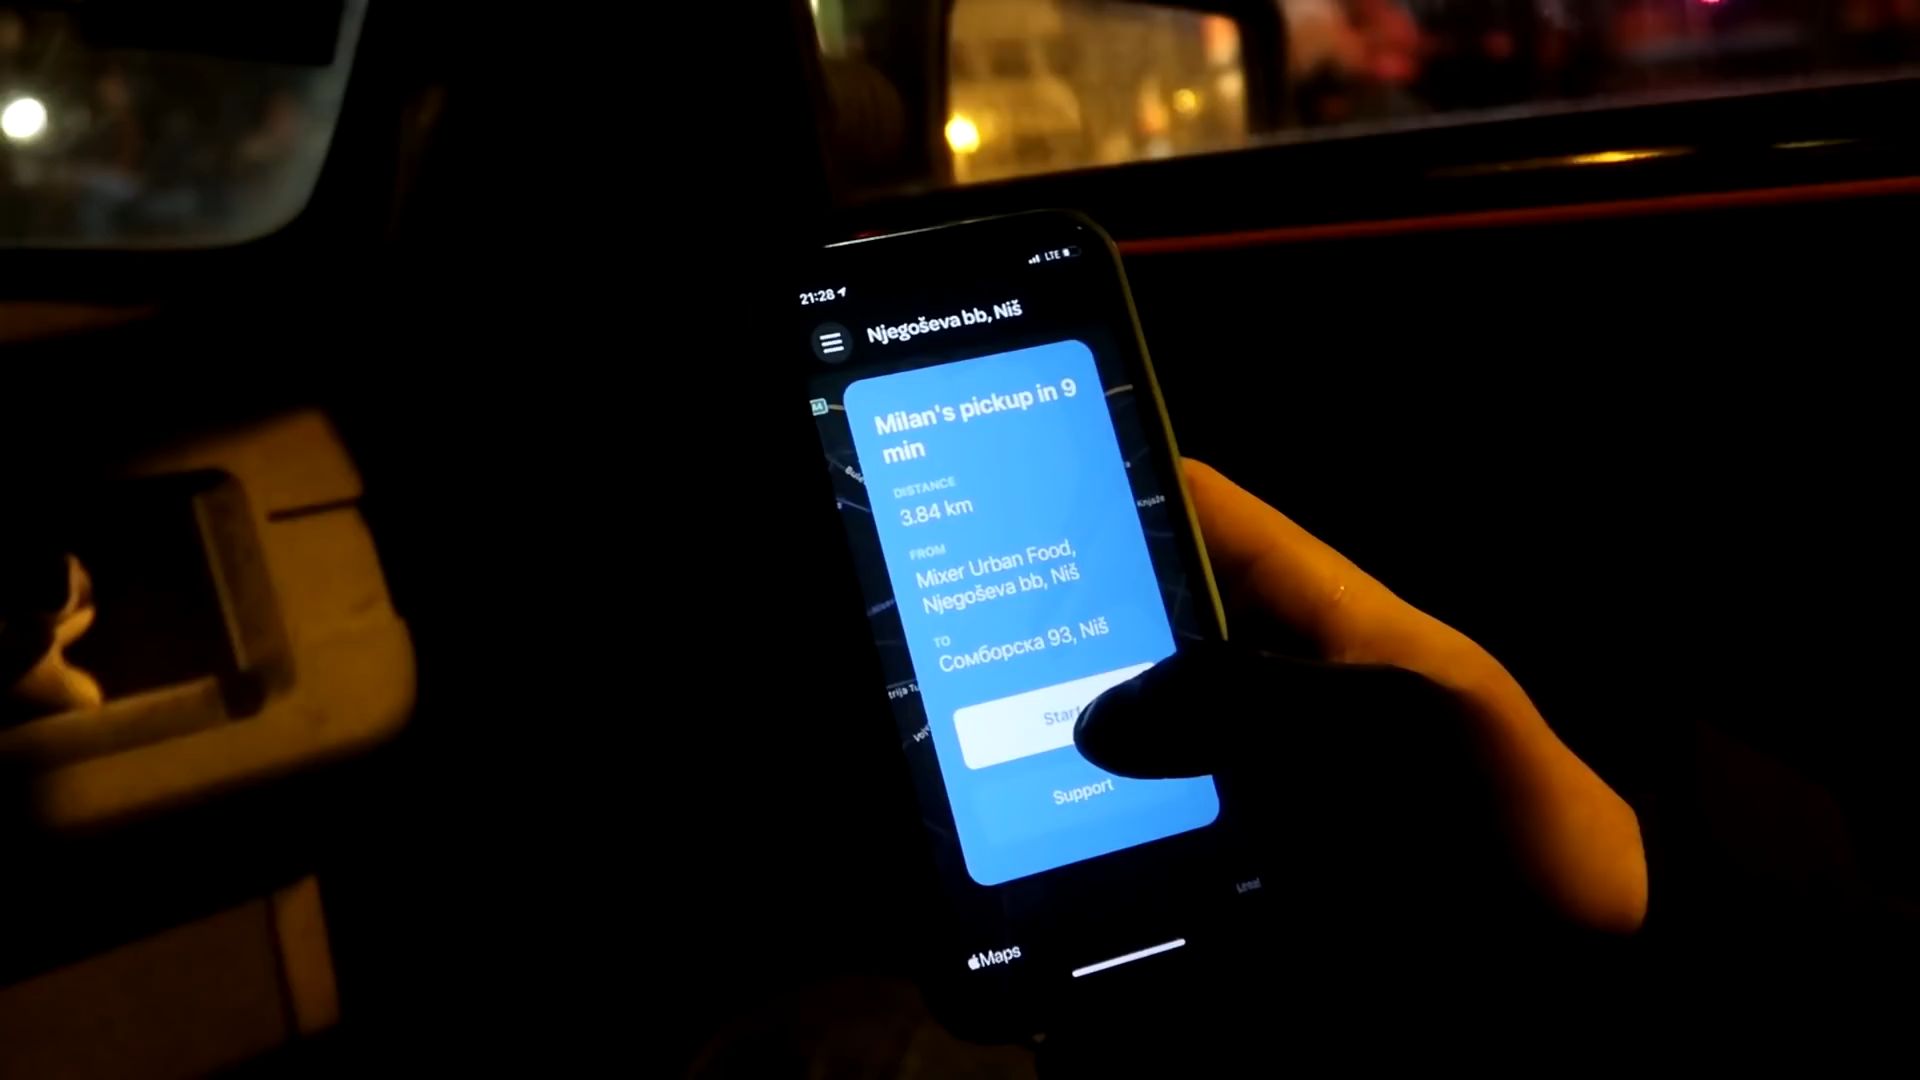 21:28
LTE
Njegoševa bb, Niš
Milan's pickup in 9
min
DISTANCE
3.84 km
FROM
Mixer Urban Food,
Njegoševa bb, Niš
TO
Сомборска 93, Niš
Start
Support
Maps
Legal